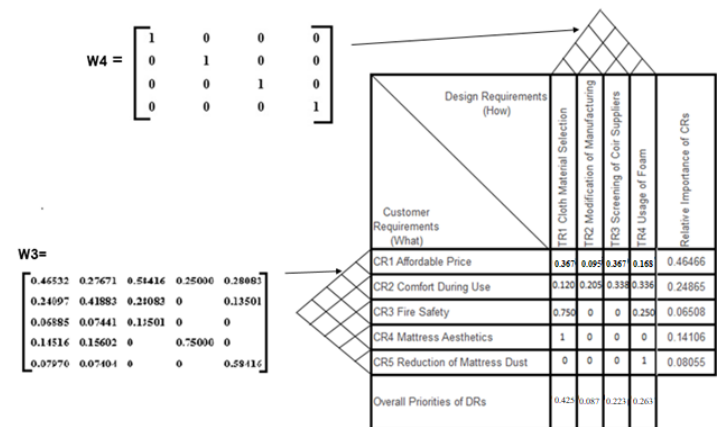 W4 =
1 0 0 0
0 1 0 0
0 0 1 0
0 0 0 1
Design Requirements
(How)
TR1 Cloth Material Selection
TR2 Modification of Manufacturing
TR3 Screening of Coir Suppliers
TR4 Usage of Foam
Relative Importance of CRs
Customer
Requirements
(What)
W3=
0.46532 0.27671 0.58416 0.25000 0.28083
0.24097 0.41883 0.28083 0 0.13501
0.06885 0.07441 0.13501 0 0
0.14516 0.15602 0 0.75000 0
0.07970 0.07404 0 0 0.58416
CR1 Affordable Price 0.367 0.095 0.367 0.168 0.46466
CR2 Comfort During Use 0.120 0.205 0.338 0.336 0.24865
CR3 Fire Safety 0.750 0 0 0.250 0.06508
CR4 Mattress Aesthetics 1 0 0 0 0.14106
CR5 Reduction of Mattress Dust 0 0 0 1 0.08055
Overall Priorities of DRs 0.425 0.087 0.223 0.263